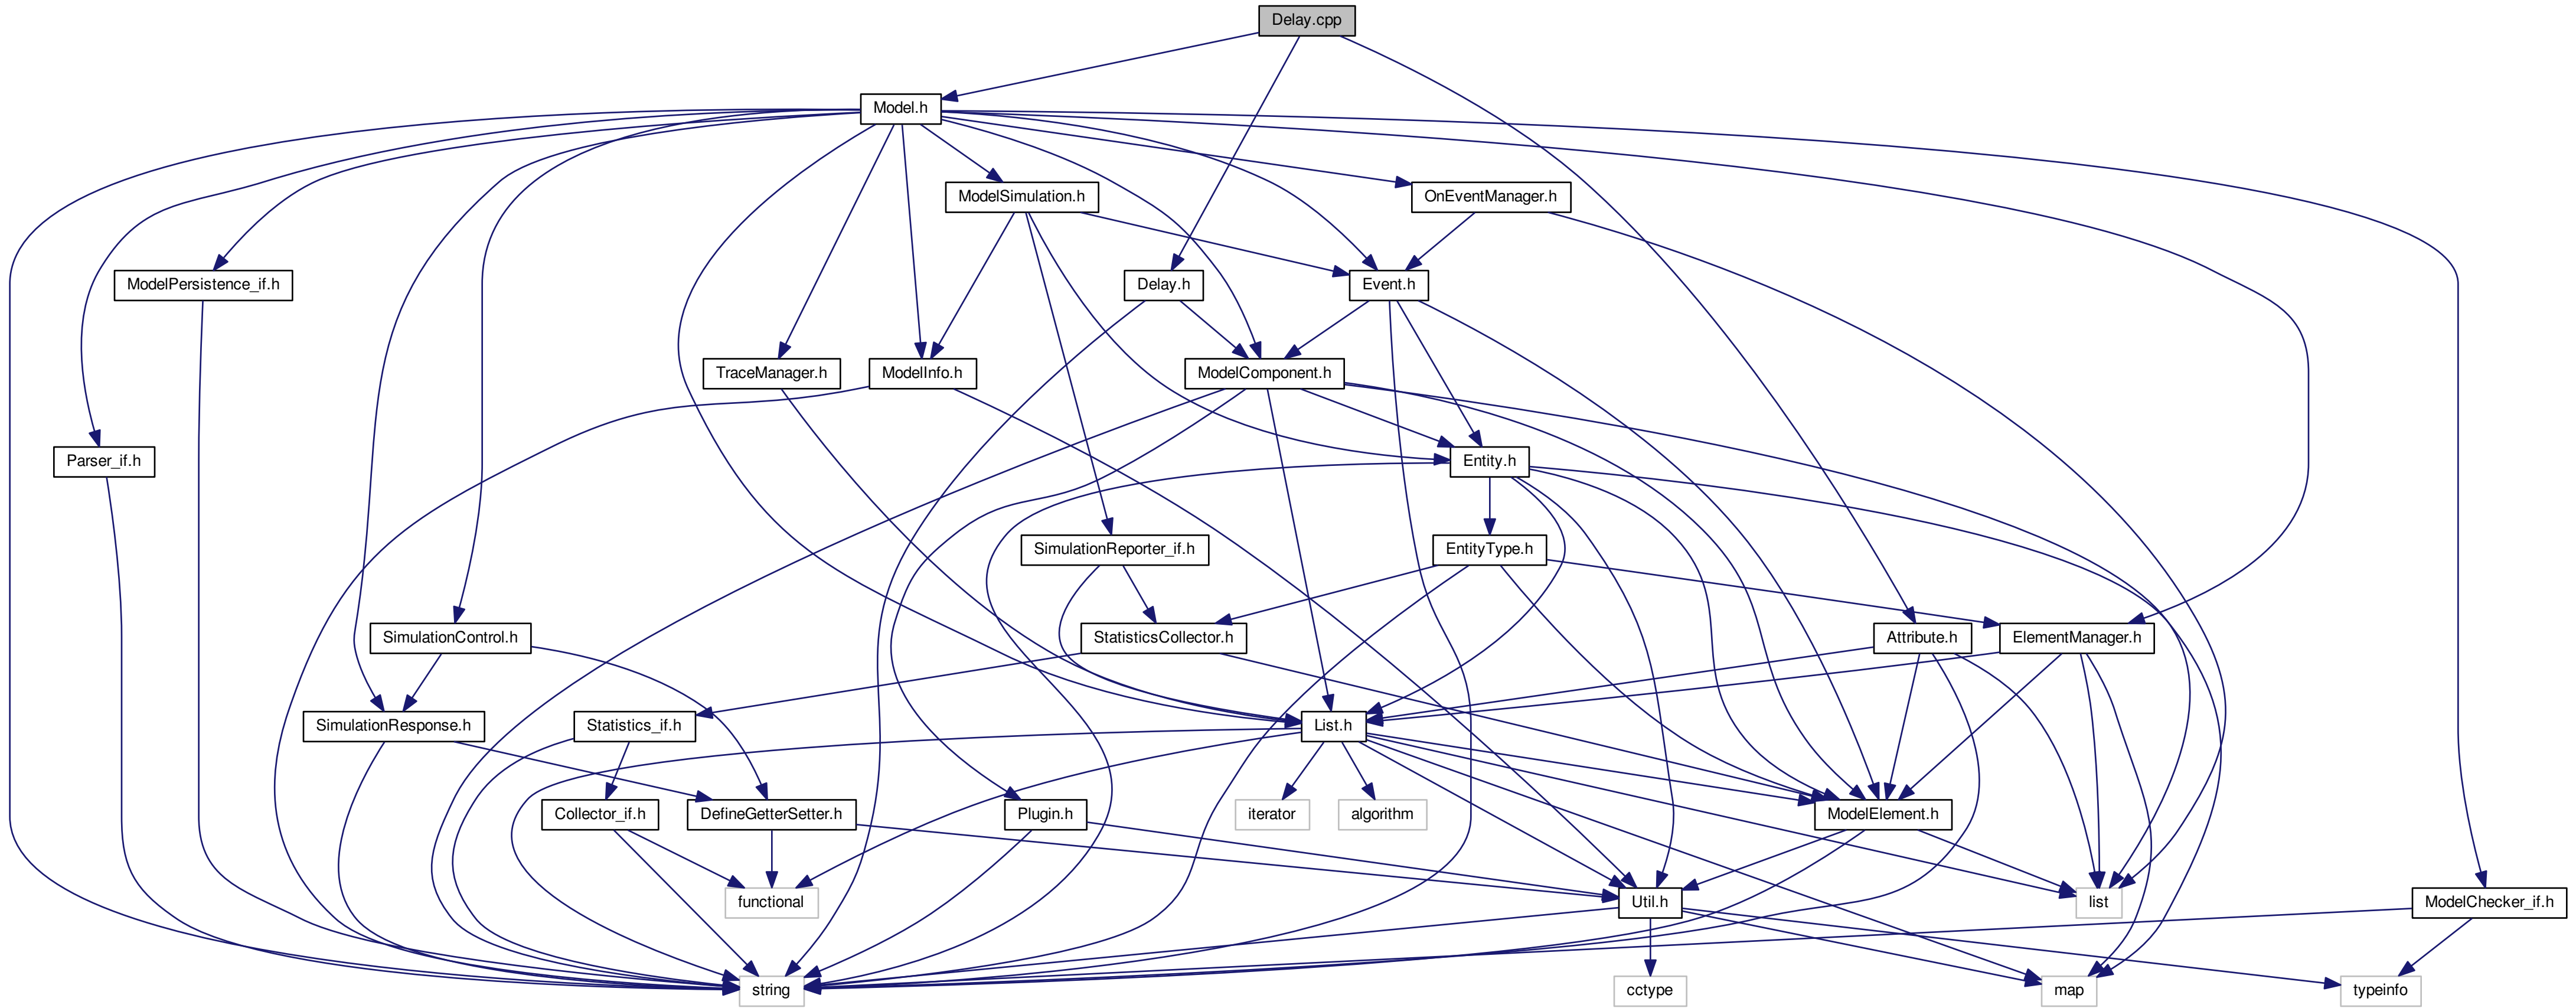 Delay.cpp
Model.h
ModelSimulation.h
OnEventManager.h
ModelPersistence_if.h
Delay.h
Event.h
TraceManager.h
ModelInfo.h
ModelComponent.h
Parser_if.h
Entity.h
SimulationReporter_if.h
EntityType.h
SimulationControl.h
StatisticsCollector.h
Attribute.h
ElementManager.h
SimulationResponse.h
Statistics_if.h
List.h
Collector_if.h
DefineGetterSetter.h
Plugin.h
iterator
algorithm
ModelElement.h
functional
Util.h
list
ModelChecker_if.h
string
cctype
map
typeinfo